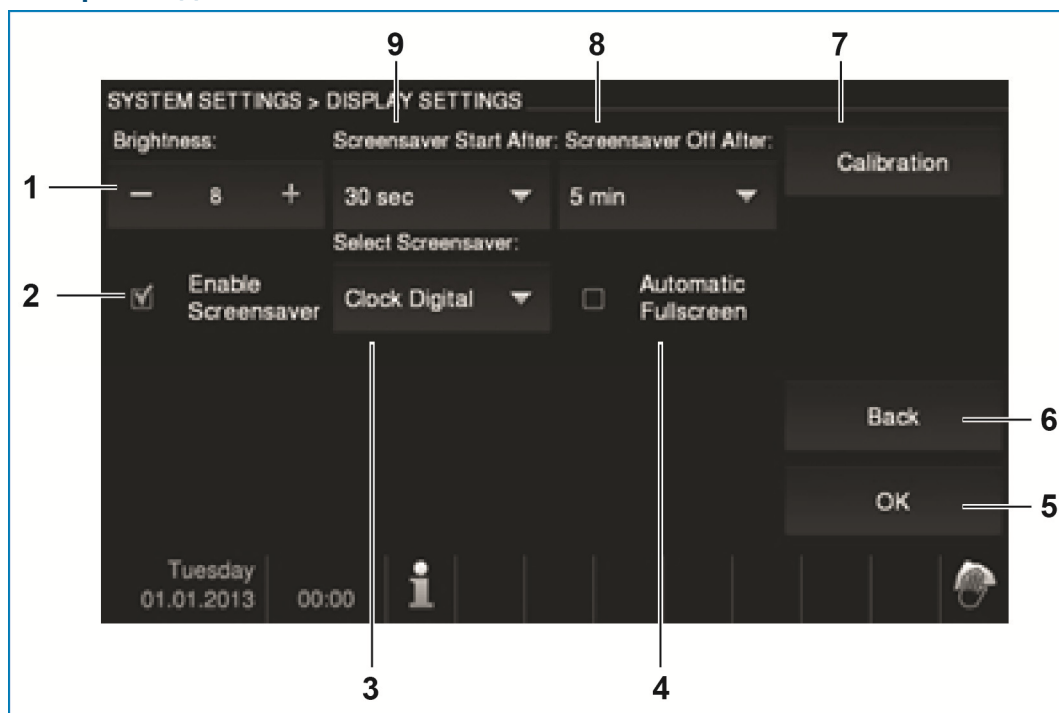 9 8 7
SYSTEM SETTINGS > DISPLAY SETTINGS
Brightness: Screensaver Start After: Screensaver Off After:
Calibration
1 − 8 + 30 sec 5 min
Select Screensaver:
2 Enable Screensaver
Clock Digital
Automatic Fullscreen
Back 6
OK 5
Tuesday
01.01.2013 00:00 i
3 4